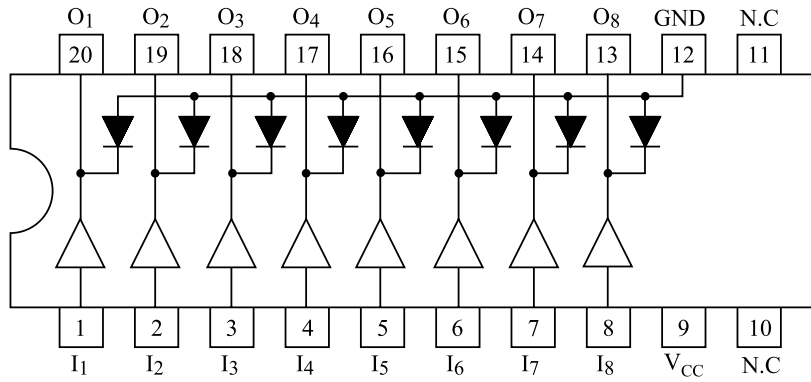 O1 O2 O3 O4 O5 O6 O7 O8 GND N.C
20 19 18 17 16 15 14 13 12 11
1 2 3 4 5 6 7 8 9 10
I1 I2 I3 I4 I5 I6 I7 I8 VCC N.C